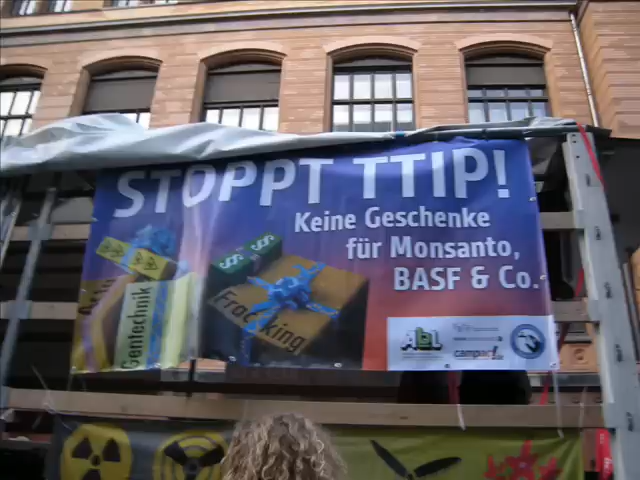 STOPPT TTIP!
Keine Geschenke
für Monsanto,
BASF & Co.
§§
Gentechnik
Fracking
AbL
campact!